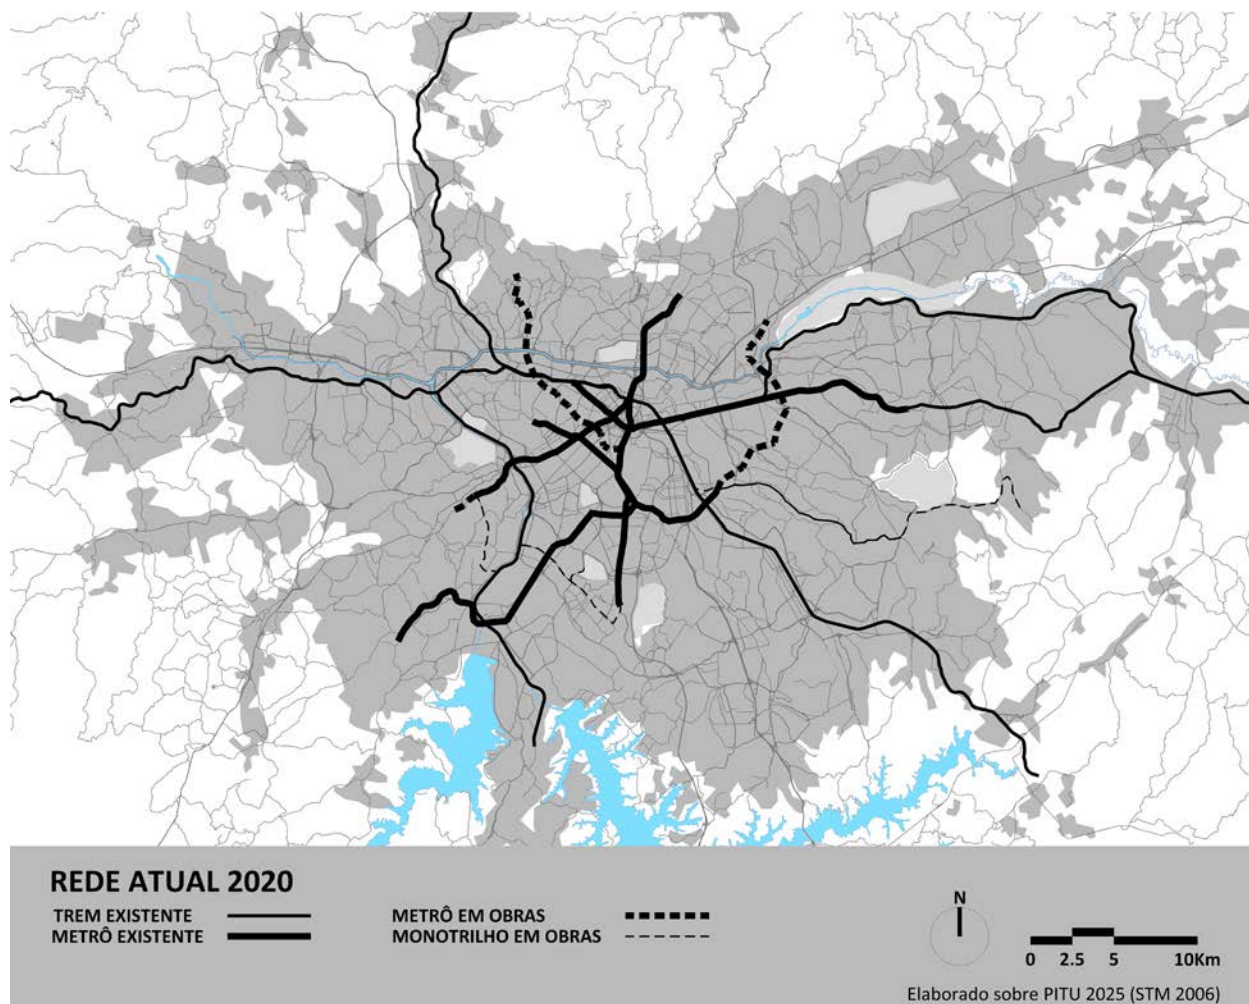 REDE ATUAL 2020
TREM EXISTENTE
METRÔ EXISTENTE
METRÔ EM OBRAS
MONOTRILHO EM OBRAS
N
0 2.5 5 10Km
Elaborado sobre PITU 2025 (STM 2006)